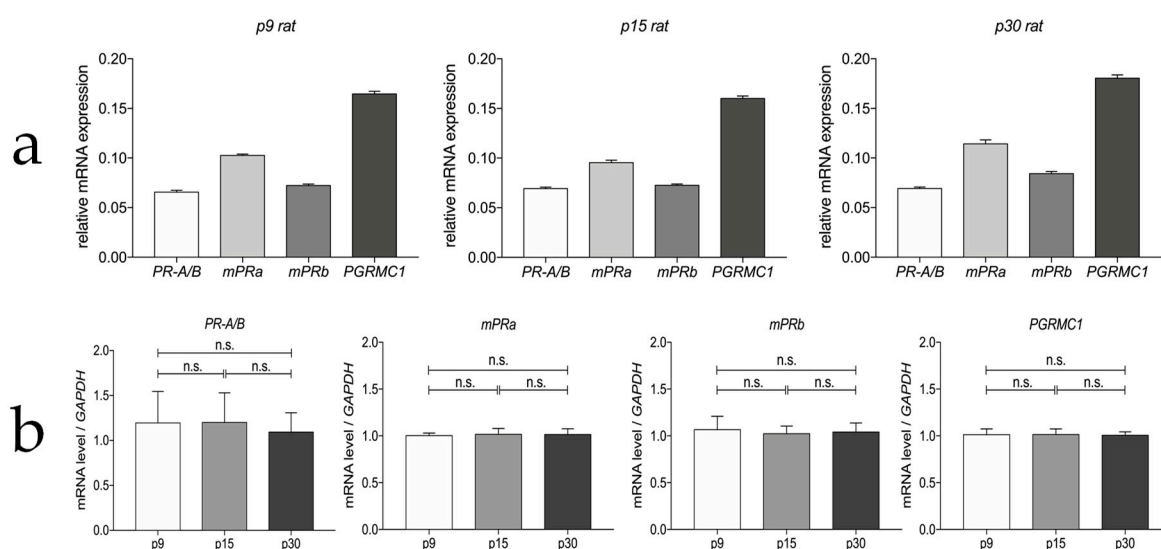 p9 rat
p15 rat
p30 rat
a
relative mRNA expression
0.20
0.15
0.10
0.05
0.00
PR-A/B mPRa mPRb PGRMC1
relative mRNA expression
0.20
0.15
0.10
0.05
0.00
PR-A/B mPRa mPRb PGRMC1
relative mRNA expression
0.20
0.15
0.10
0.05
0.00
PR-A/B mPRa mPRb PGRMC1
b
PR-A/B
mRNA level / GAPDH
2.0
1.5
1.0
0.5
0.0
n.s.
n.s. n.s.
p9 p15 p30
mPRa
mRNA level / GAPDH
2.0
1.5
1.0
0.5
0.0
n.s.
n.s. n.s.
p9 p15 p30
mPRb
mRNA level / GAPDH
2.0
1.5
1.0
0.5
0.0
n.s.
n.s. n.s.
p9 p15 p30
PGRMC1
mRNA level / GAPDH
2.0
1.5
1.0
0.5
0.0
n.s.
n.s. n.s.
p9 p15 p30